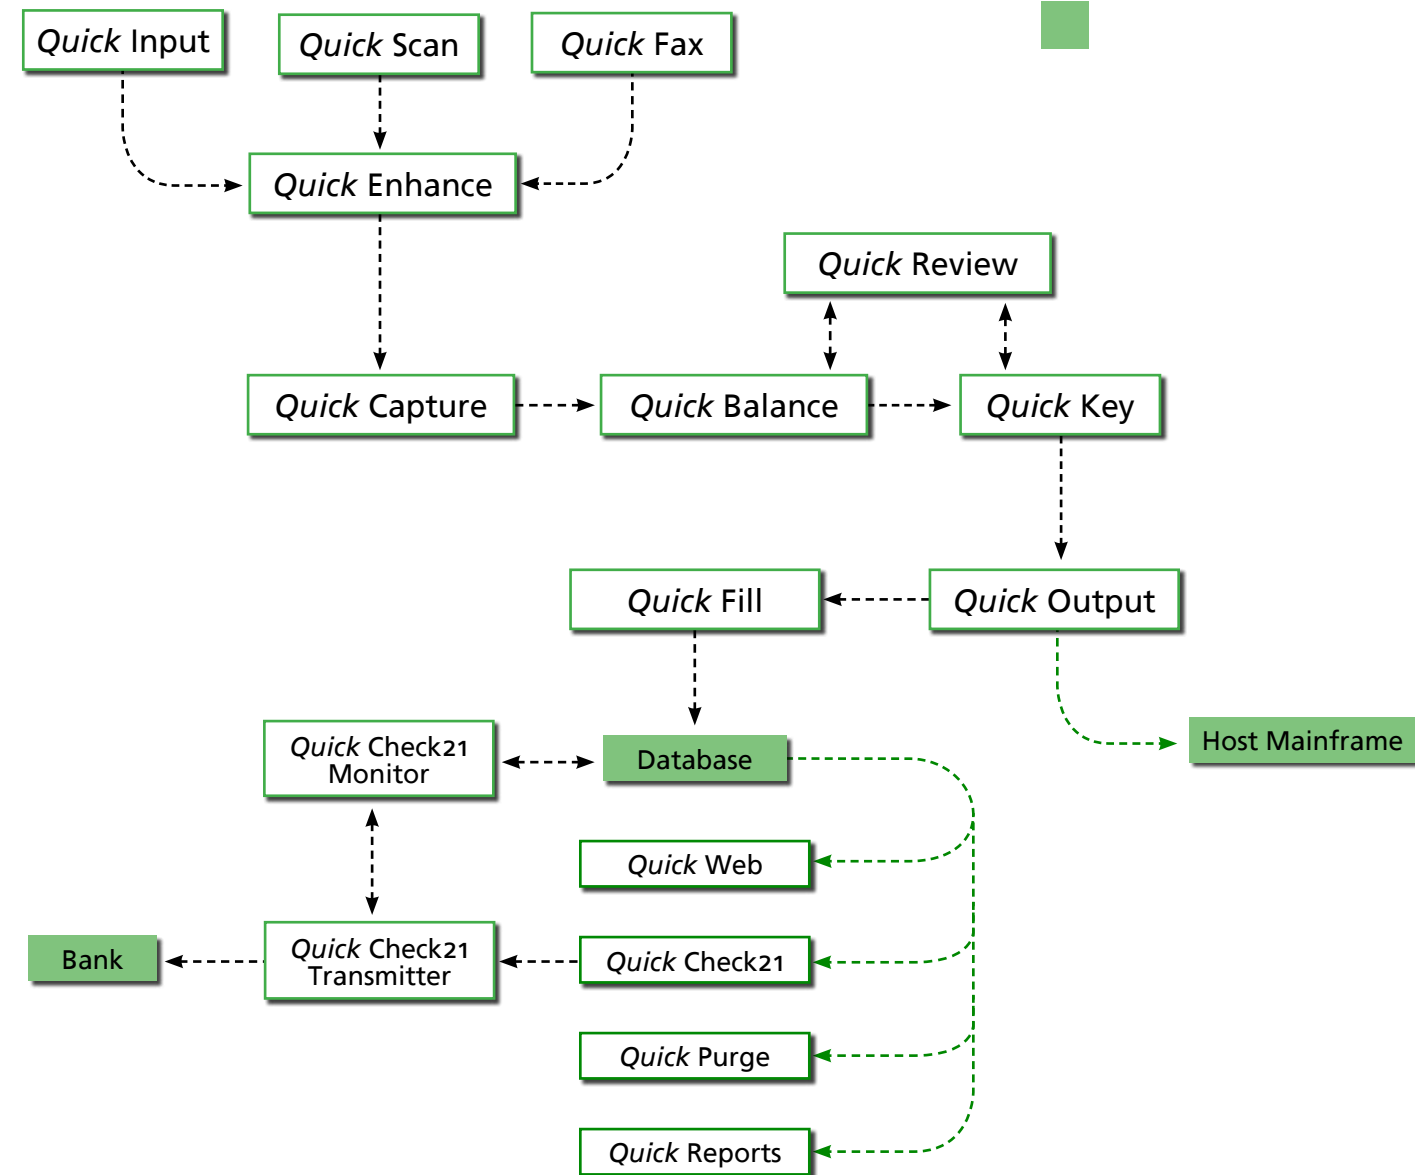 Quick Input
Quick Scan
Quick Fax
Quick Enhance
Quick Review
Quick Capture
Quick Balance
Quick Key
Quick Fill
Quick Output
Quick Check21
Monitor
Database
Host Mainframe
Quick Web
Bank
Quick Check21
Transmitter
Quick Check21
Quick Purge
Quick Reports